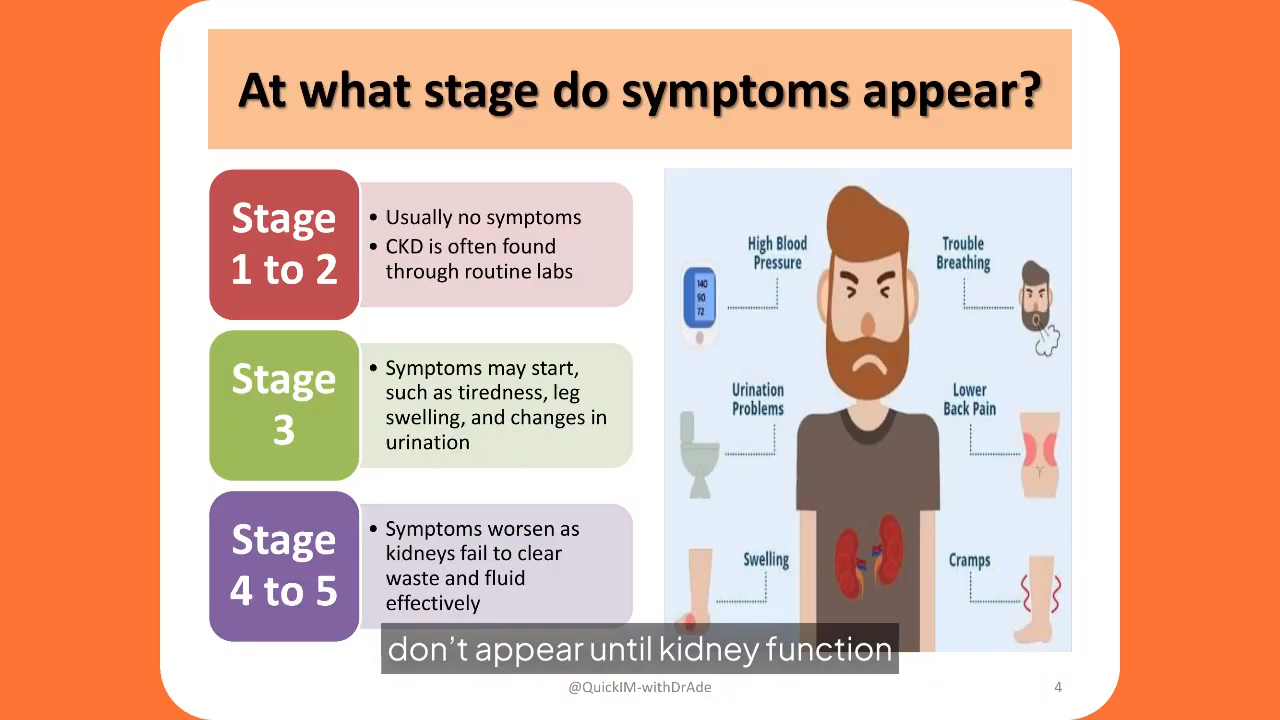 At what stage do symptoms appear?
Stage
1 to 2
• Usually no symptoms
• CKD is often found
through routine labs
Stage
3
• Symptoms may start,
such as tiredness, leg
swelling, and changes in
urination
Stage
4 to 5
• Symptoms worsen as
kidneys fail to clear
waste and fluid
effectively
High Blood
Pressure
140
90
72
Trouble
Breathing
Urination
Problems
Lower
Back Pain
Swelling
Cramps
don't appear until kidney function
@QuickIM-withDrAde
4